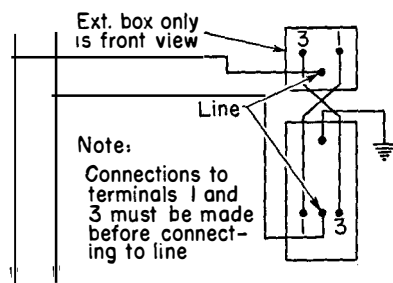 Ext. box only
is front view
3 1
Line
Note:
Connections to
terminals 1 and
3 must be made
before connect-
ing to line
1 3